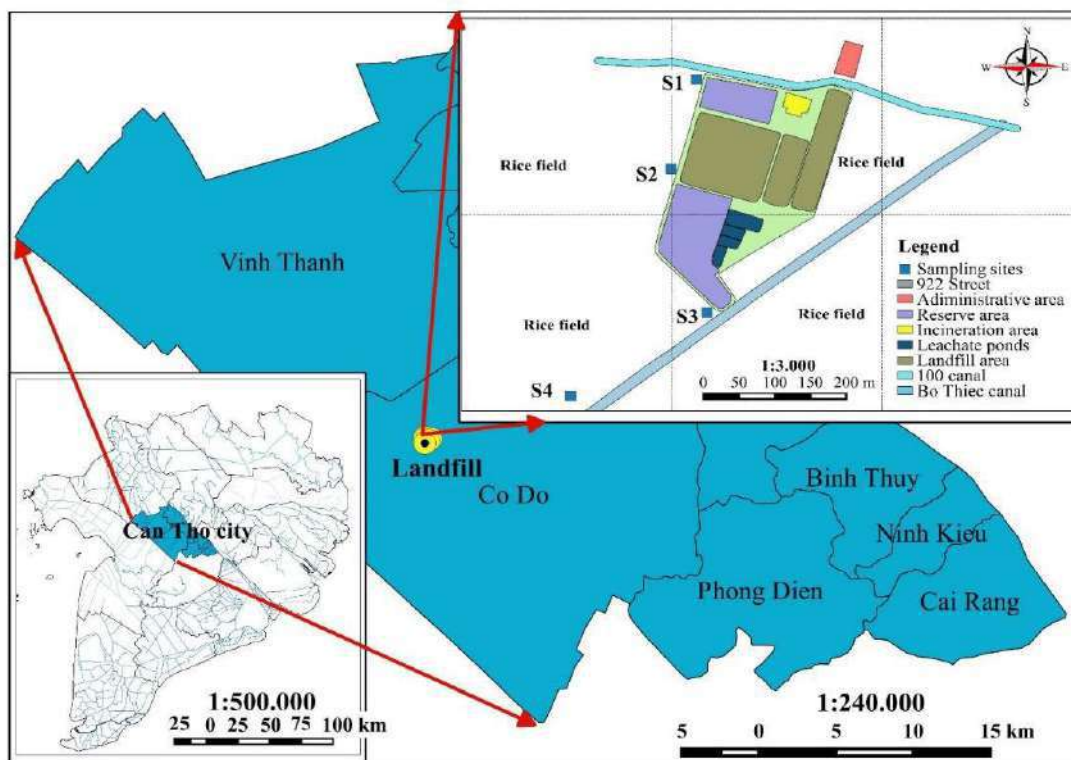 N
W E
S
S1
Rice field
S2
Rice field
Legend
Sampling sites
922 Street
Adiministrative area
Reserve area
Incineration area
Leachate ponds
Landfill area
100 canal
Bo Thiec canal
Rice field
S3
Rice field
S4
1:3.000
0 50 100 150 200 m
Vinh Thanh
Landfill
Co Do
Binh Thuy
Ninh Kieu
Phong Dien
Cai Rang
Can Tho city
1:500.000
25 0 25 50 75 100 km
1:240.000
5 0 5 10 15 km